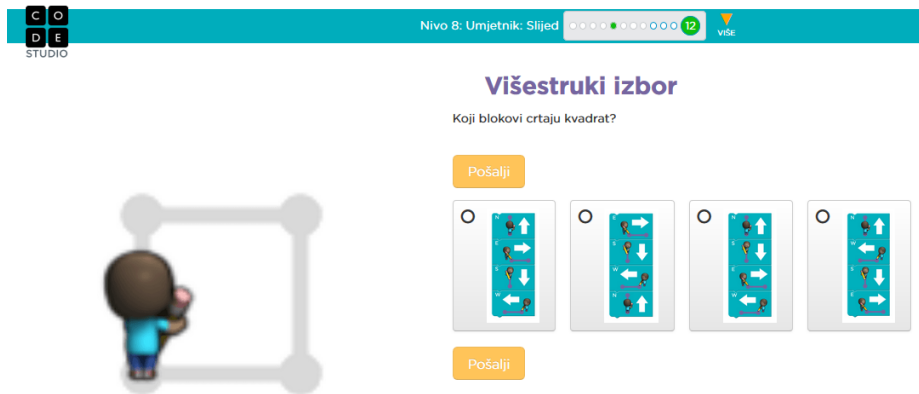 C O
D E
STUDIO
Nivo 8: Umjetnik: Slijed
12
VIŠE
Višestruki izbor
Koji blokovi crtaju kvadrat?
Pošalji
N
E
S
W
E
S
W
N
N
S
E
W
N
W
S
E
Pošalji